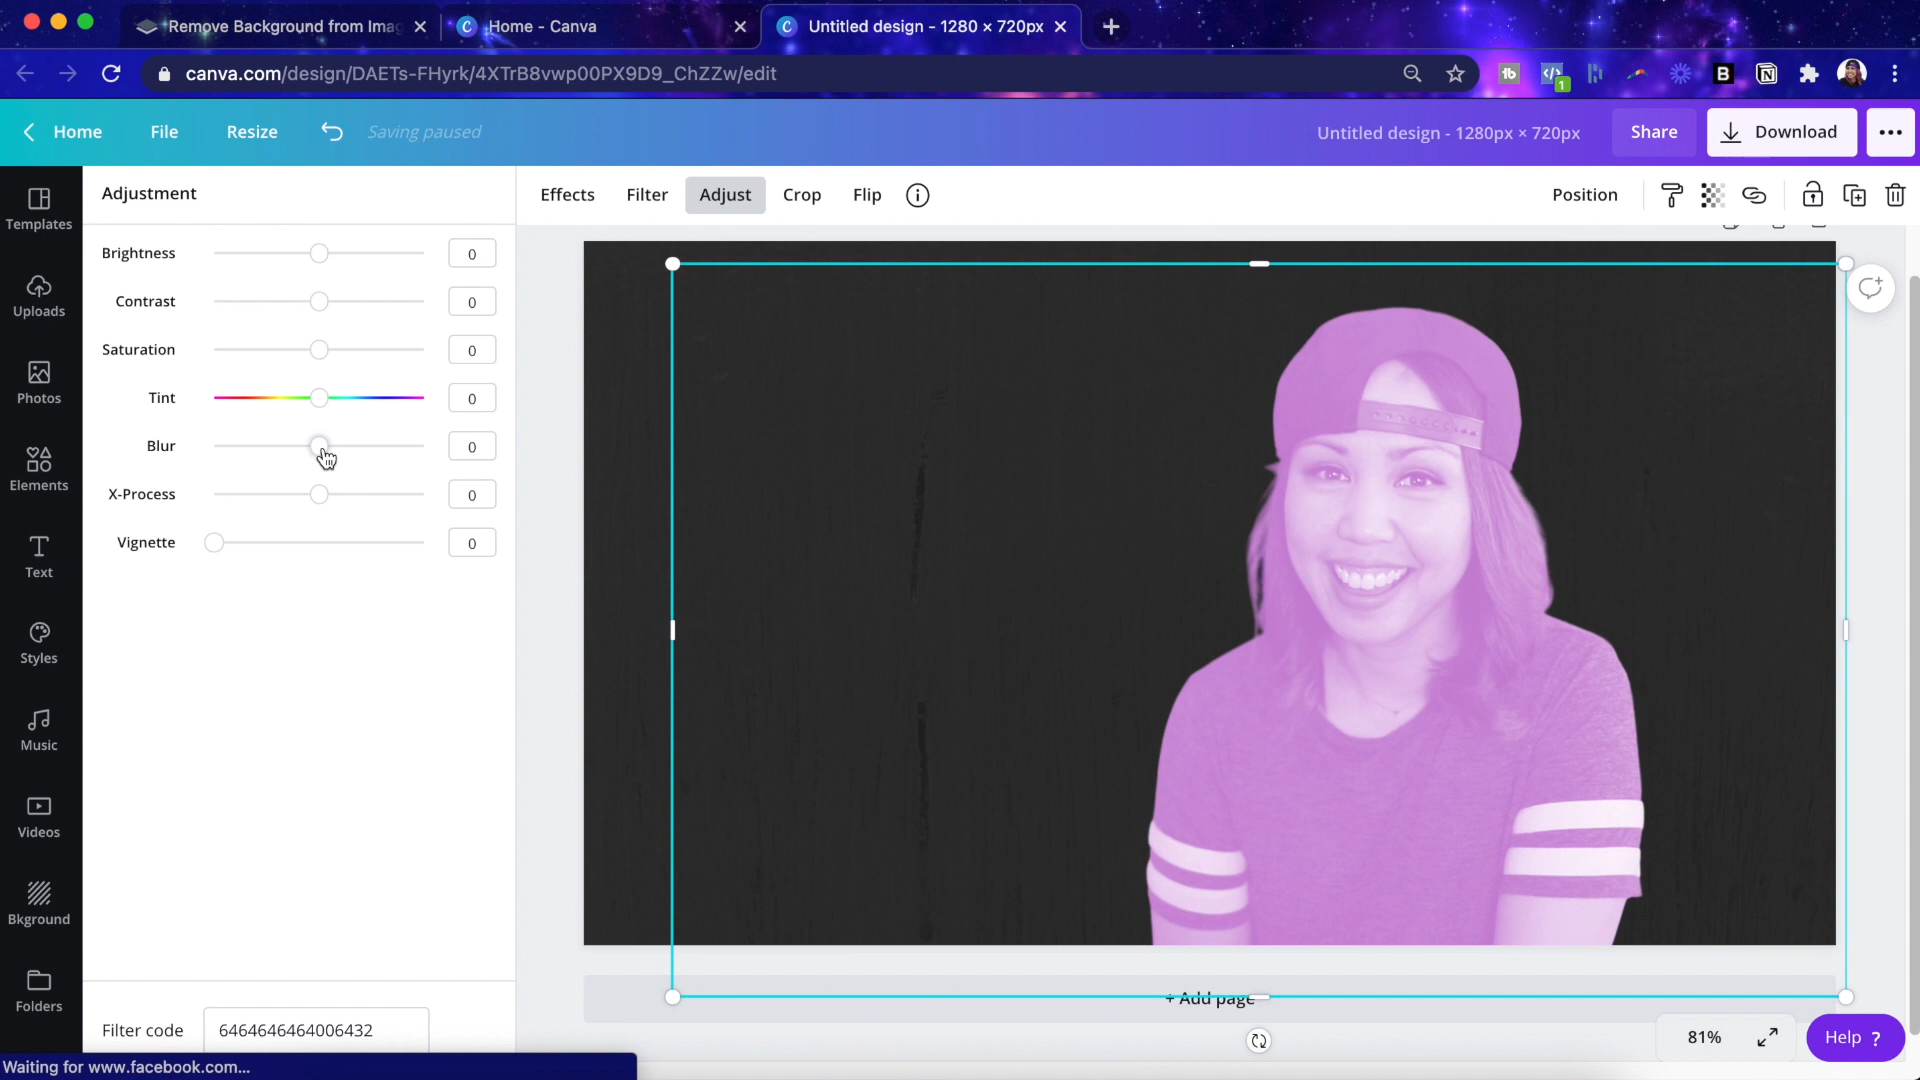 Remove Background from Imag
Home - Canva
Untitled design - 1280 × 720px
canva.com/design/DAETs-FHyrk/4XTrB8vwp00PX9D9_ChZZw/edit
tb
1
B
N
Home
File
Resize
Saving paused
Untitled design - 1280px × 720px
Share
Download
Templates
Uploads
Photos
Elements
Text
Styles
Music
Videos
Bkground
Folders
Adjustment
Brightness 0
Contrast 0
Saturation 0
Tint 0
Blur 0
X-Process 0
Vignette 0
Filter code 6464646464006432
Effects
Filter
Adjust
Crop
Flip
Position
+ Add page
81%
Help ?
Waiting for www.facebook.com...